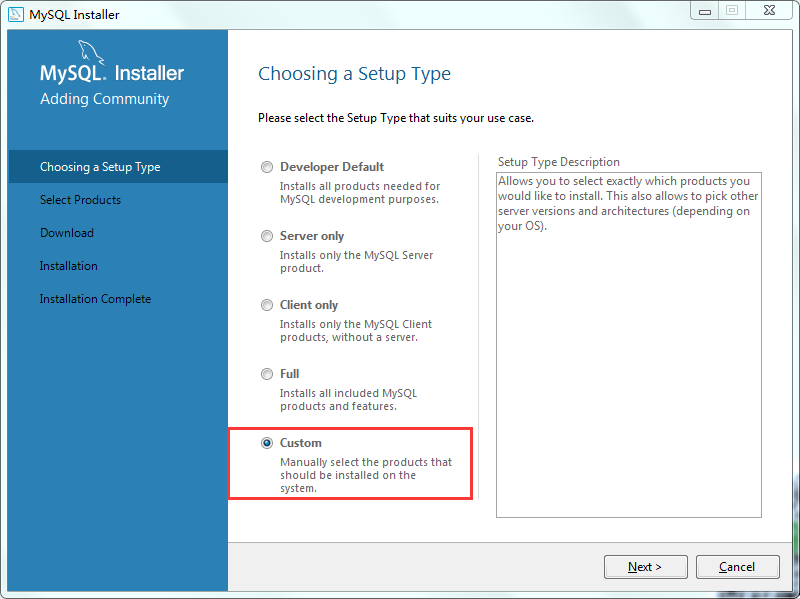 MySQL Installer
MySQL. Installer
Adding Community
Choosing a Setup Type
Select Products
Download
Installation
Installation Complete
Choosing a Setup Type
Please select the Setup Type that suits your use case.
Developer Default
Installs all products needed for
MySQL development purposes.
Server only
Installs only the MySQL Server
product.
Client only
Installs only the MySQL Client
products, without a server.
Full
Installs all included MySQL
products and features.
Custom
Manually select the products that
should be installed on the
system.
Setup Type Description
Allows you to select exactly which products you
would like to install. This also allows to pick other
server versions and architectures (depending on
your OS).
Next >
Cancel